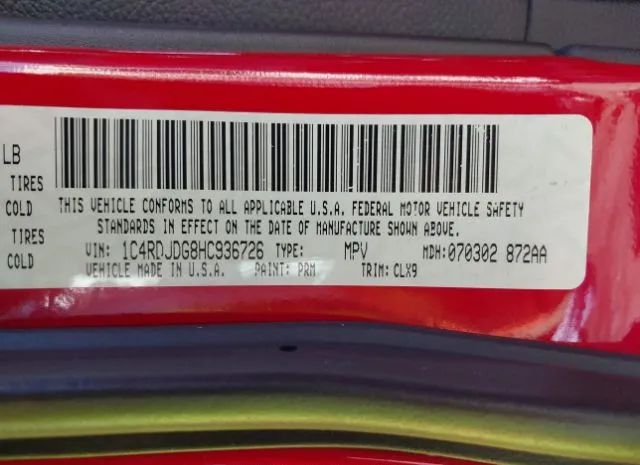 LB
TIRES
COLD
TIRES
COLD
THIS VEHICLE CONFORMS TO ALL APPLICABLE U.S.A. FEDERAL MOTOR VEHICLE SAFETY
STANDARDS IN EFFECT ON THE DATE OF MANUFACTURE SHOWN ABOVE.
VIN: 1C4RDJDG8HC936726 TYPE: MPV MDH: 070302 872AA
VEHICLE MADE IN U.S.A. PAINT: PRM TRIM: CLX9